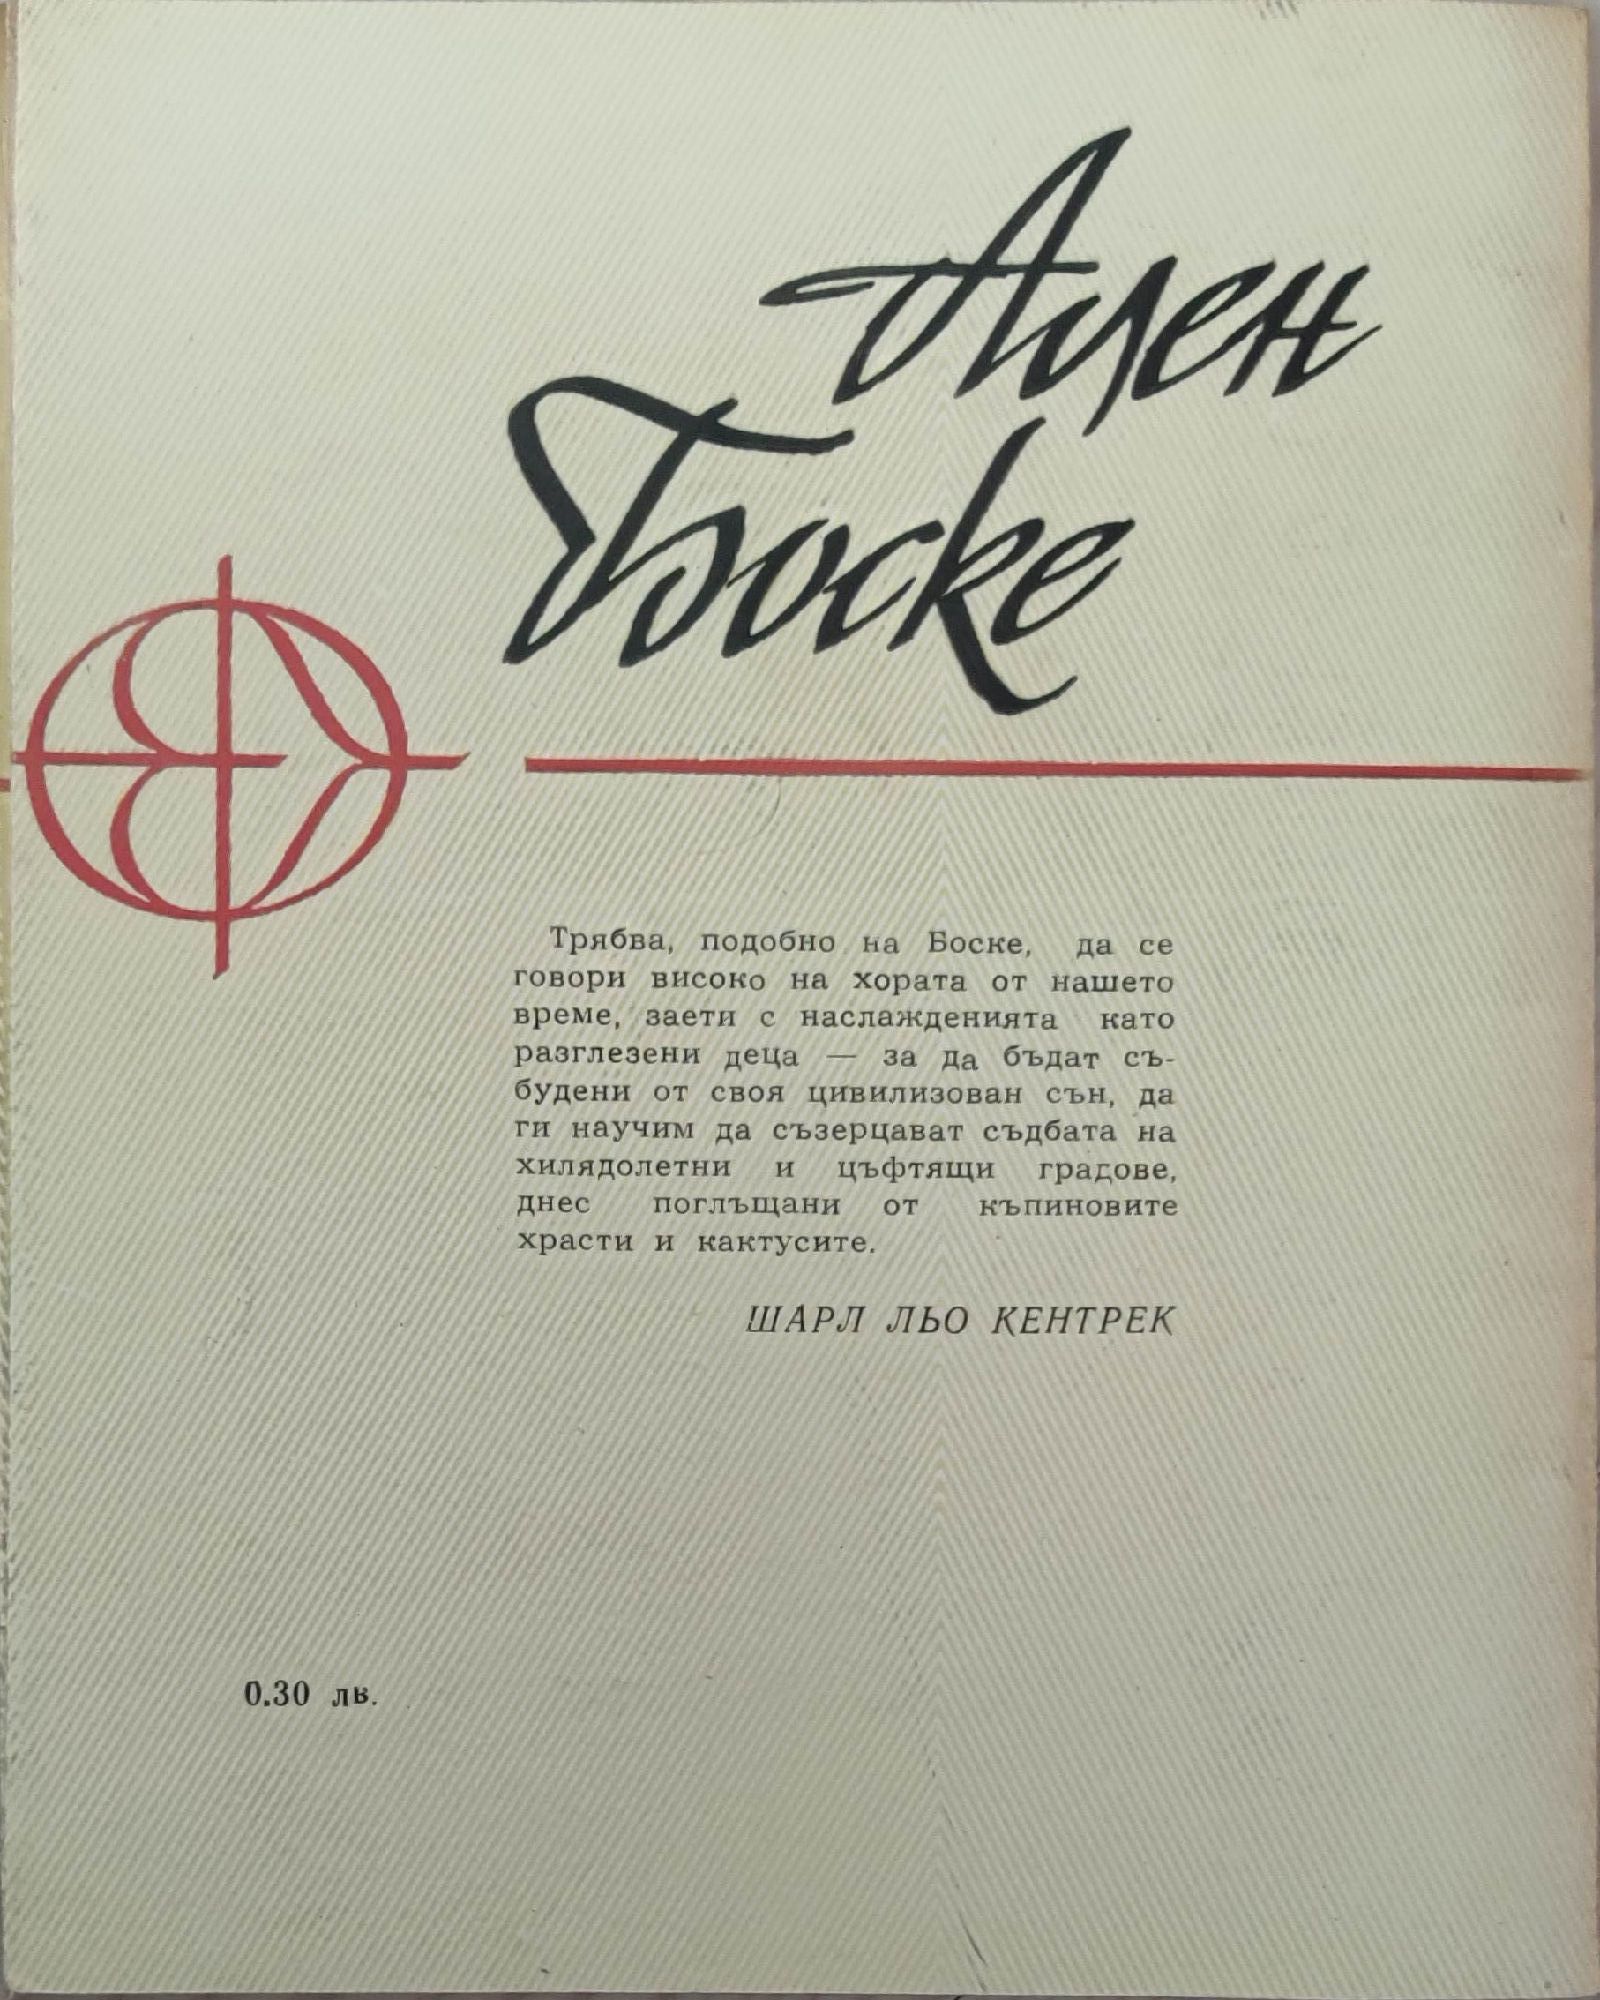 Ален
Боске
Трябва, подобно на Боске, да се
говори високо на хората от нашето
време, заети с наслажденията като
разглезени деца — за да бъдат съ-
будени от своя цивилизован сън, да
ги научим да съзерцават съдбата на
хилядолетни и цъфтящи градове,
днес поглъщани от къпиновите
храсти и кактусите.
ШАРЛ ЛЬО КЕНТРЕК
0.30 лв.